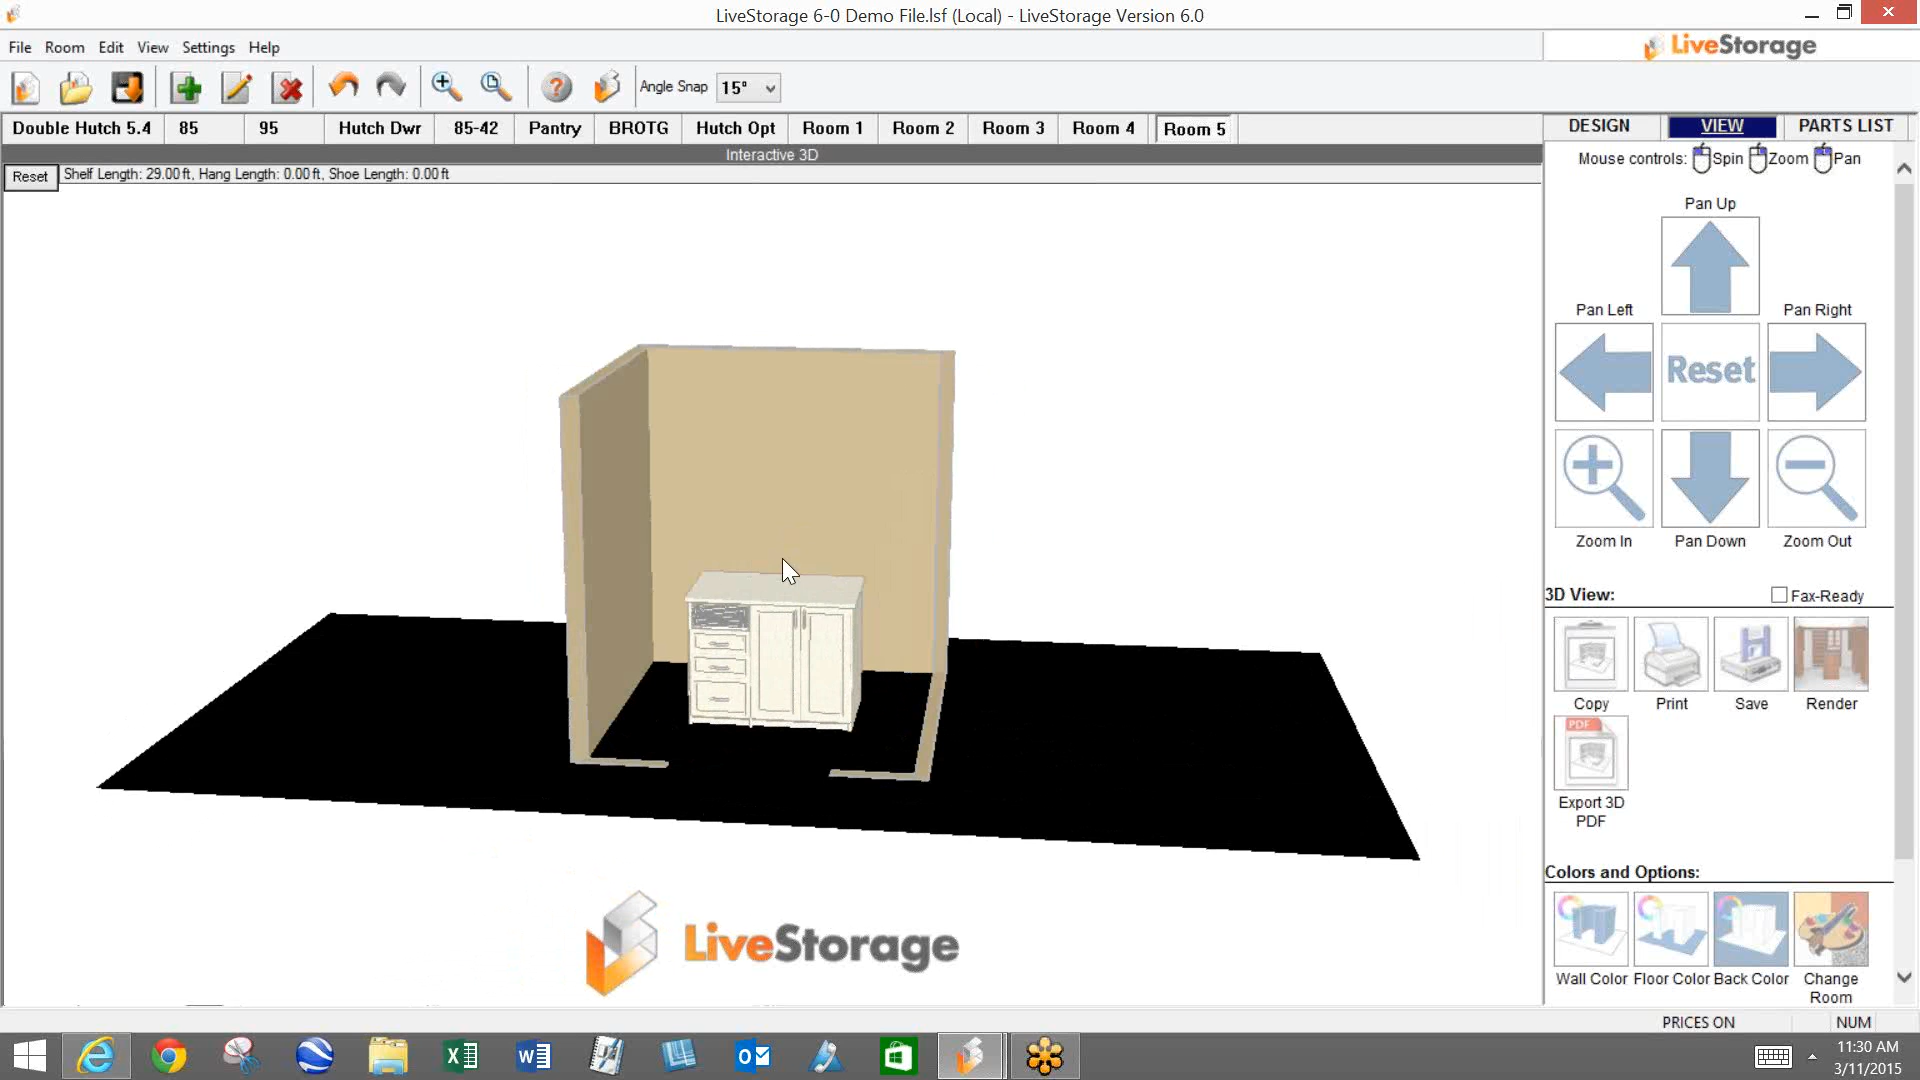 LiveStorage 6-0 Demo File.lsf (Local) - LiveStorage Version 6.0
File Room Edit View Settings Help
LiveStorage
Angle Snap 15°
Double Hutch 5.4 85 95 Hutch Dwr 85-42 Pantry BROTG Hutch Opt Room 1 Room 2 Room 3 Room 4 Room 5
DESIGN VIEW PARTS LIST
Interactive 3D
Reset Shelf Length: 29.00 ft, Hang Length: 0.00 ft, Shoe Length: 0.00 ft
Mouse controls: Spin Zoom Pan
Pan Up
Pan Left Pan Right
Reset
Zoom In Pan Down Zoom Out
3D View: Fax-Ready
Copy Print Save Render
PDF
Export 3D
PDF
Colors and Options:
Wall Color Floor Color Back Color Change
Room
LiveStorage
PRICES ON NUM
11:30 AM
3/11/2015